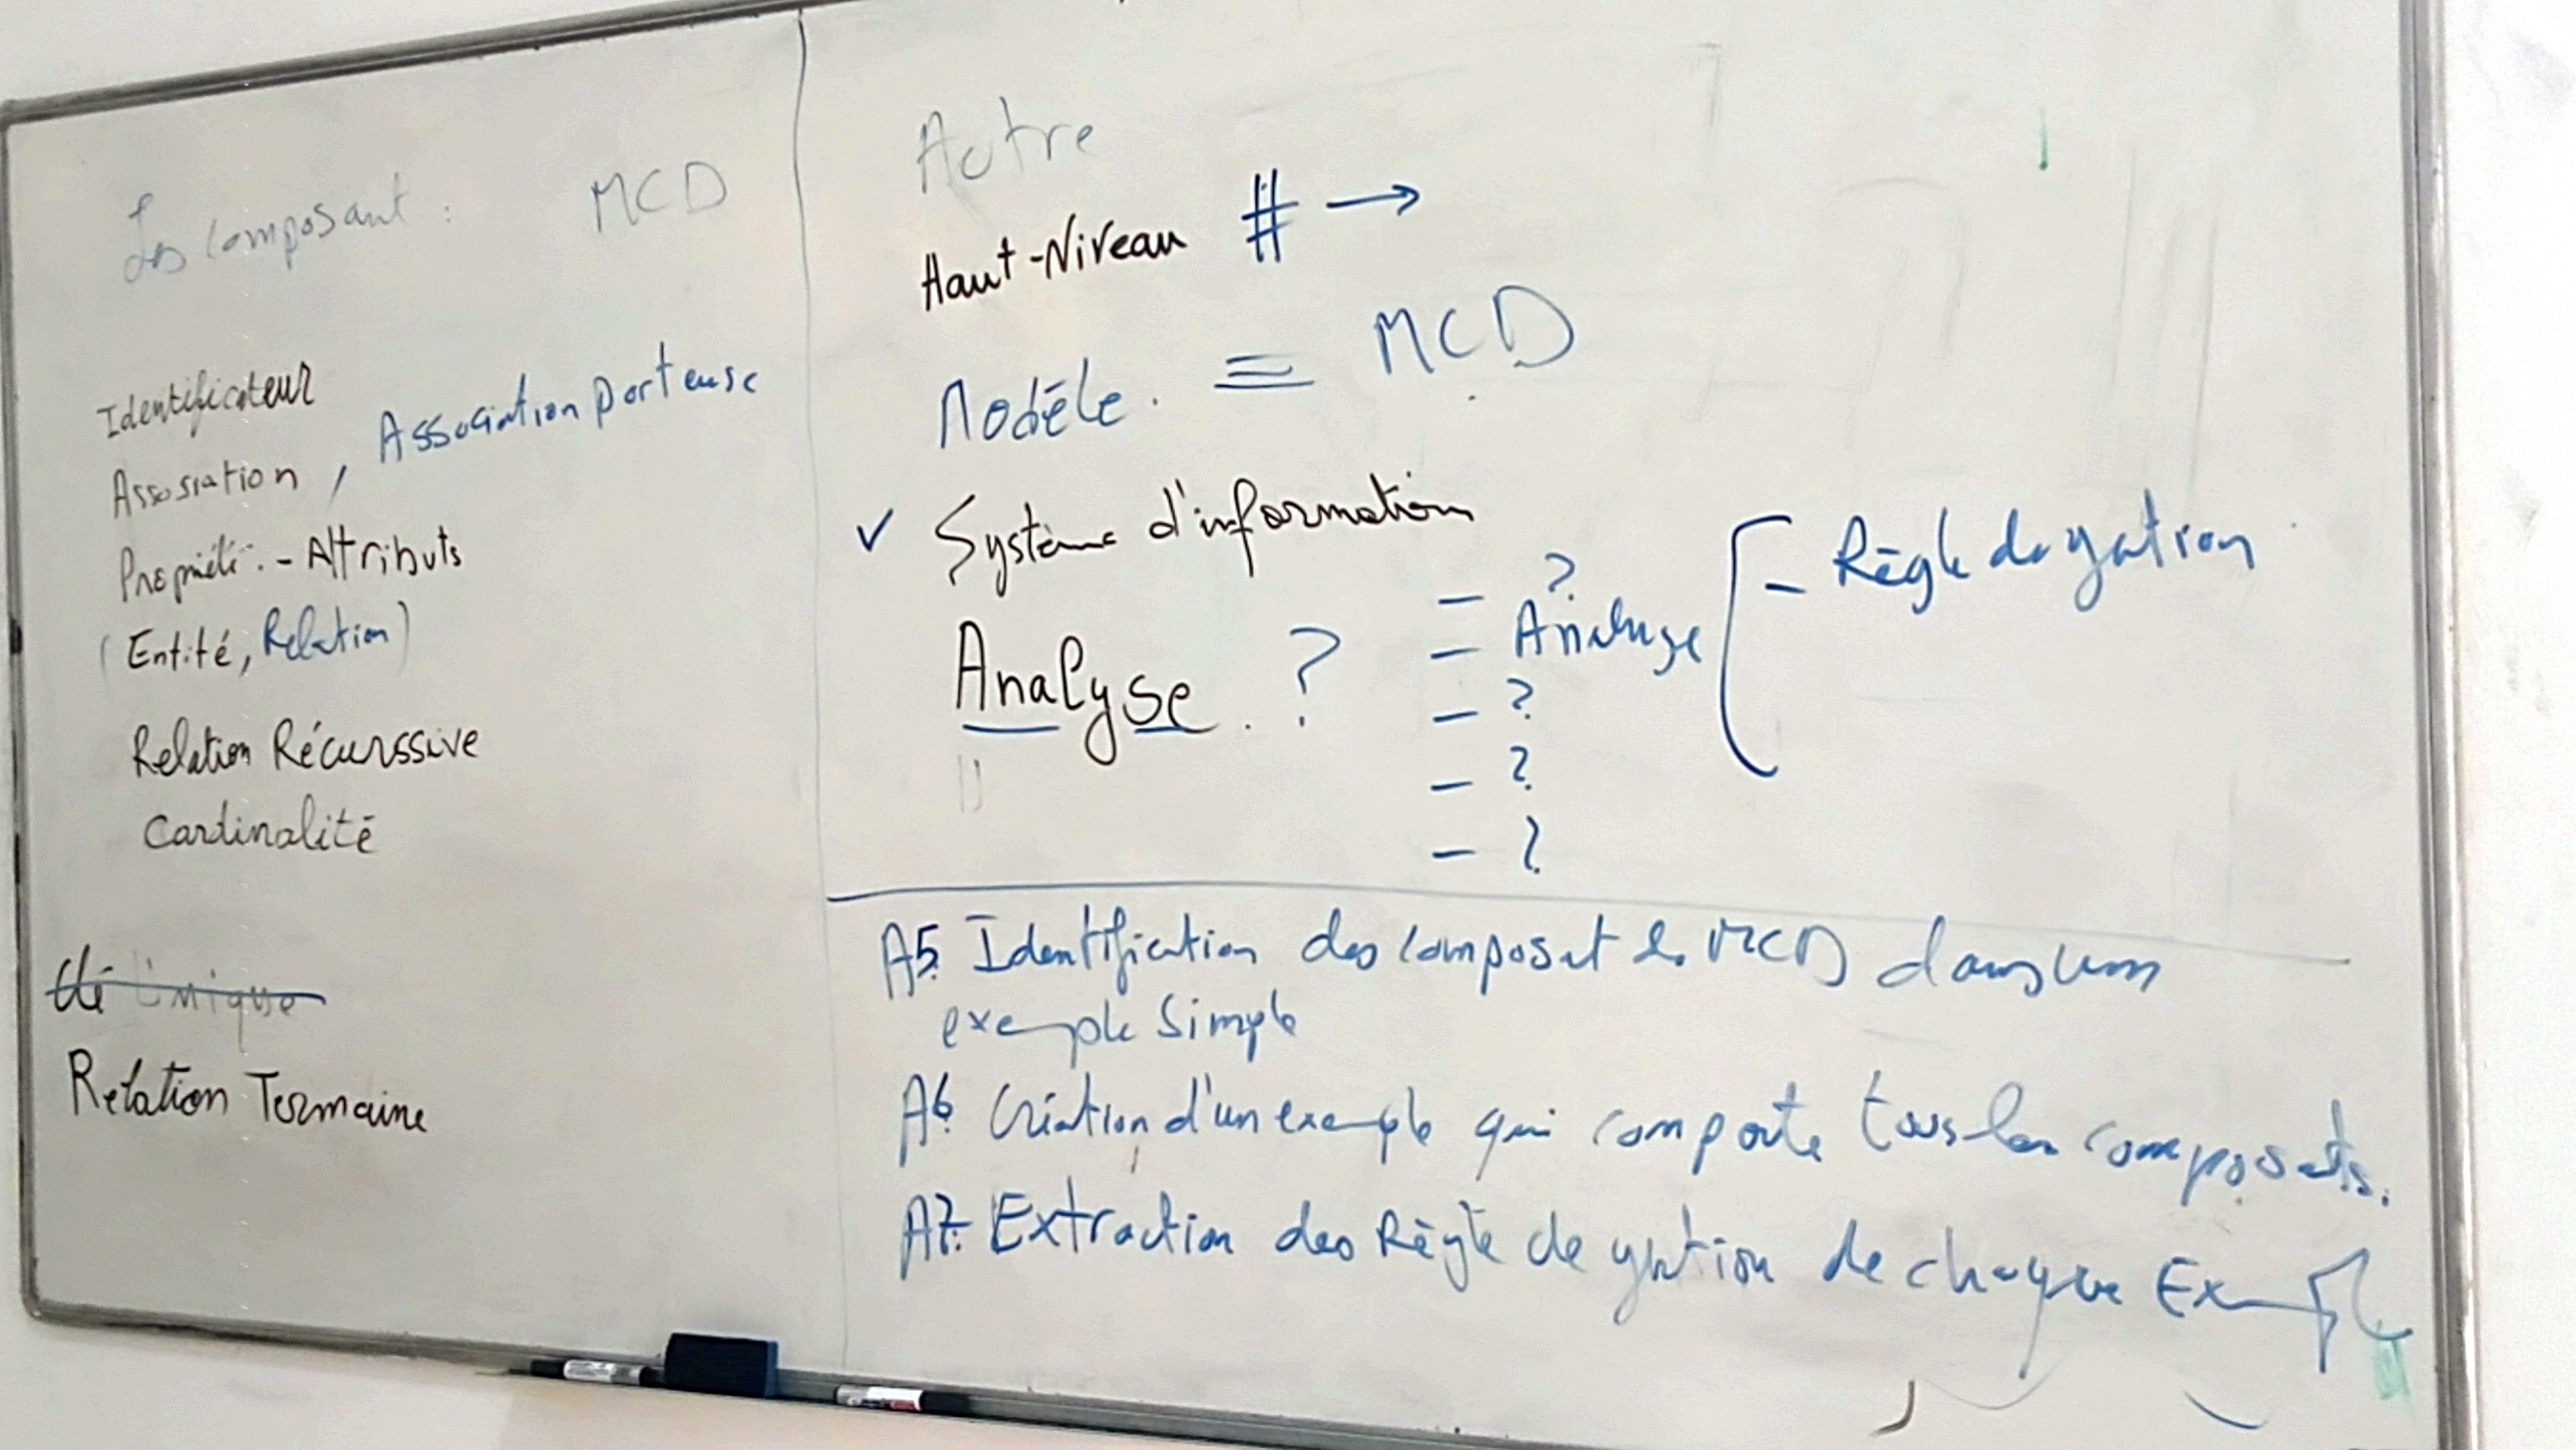 Les composant : MCD
Identificateur
Assosiation , Association porteuse
Propriété : - Attributs
(Entité, Relation)
Relation Récurssive
Cardinalité
Clé Unique
Relation Ternaire
Autre
Haut-Niveau # →
Modèle. ≡ MCD
✓ Système d'information
Analyse . ?
- ?
- Analyse [ - Règle de gestion
- ?
- ?
- ?
A5. Identification des composat de MCD dans un
exemple simple
A6. Création d'un exemple qui comporte tous les composats.
A7. Extraction des Règle de gestion de chaque Exemple